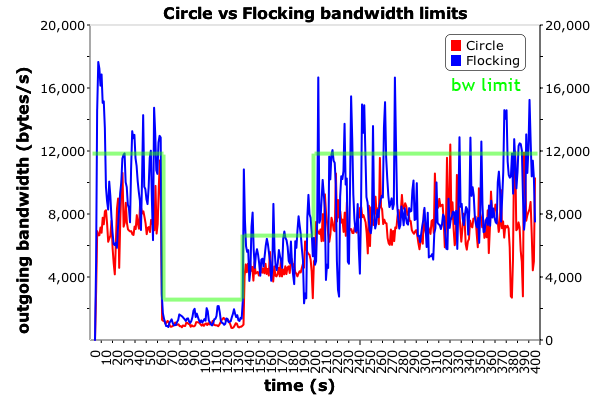 Circle vs Flocking bandwidth limits
20,000
16,000
12,000
8,000
4,000
outgoing bandwidth (bytes/s)
Circle
Flocking
bw limit
20,000
16,000
12,000
8,000
4,000
0
0 10 20 30 40 50 60 70 80 90 100 110 120 130 140 150 160 170 180 190 200 210 220 230 240 250 260 270 280 290 300 310 320 330 340 350 360 370 380 390 400
time (s)